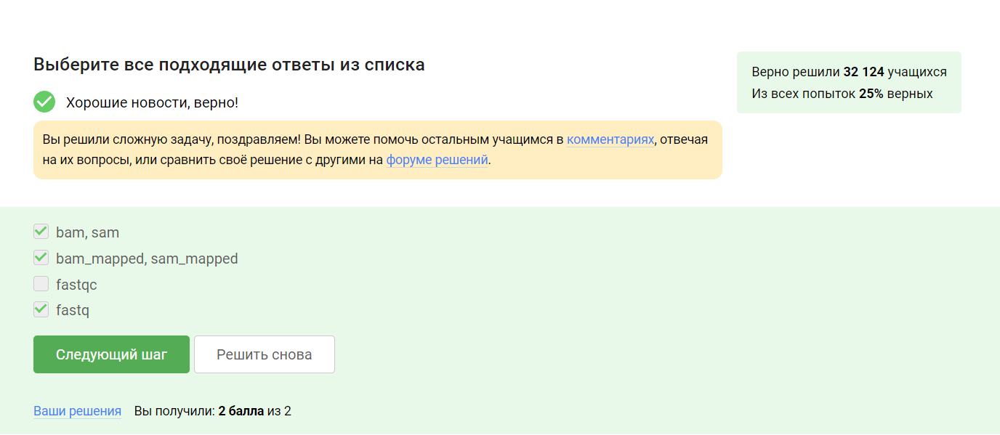 Выберите все подходящие ответы из списка
Верно решили 32 124 учащихся
Из всех попыток 25% верных
Хорошие новости, верно!
Вы решили сложную задачу, поздравляем! Вы можете помочь остальным учащимся в комментариях, отвечая
на их вопросы, или сравнить своё решение с другими на форуме решений.
bam, sam
bam_mapped, sam_mapped
fastqc
fastq
Следующий шаг
Решить снова
Ваши решения Вы получили: 2 балла из 2